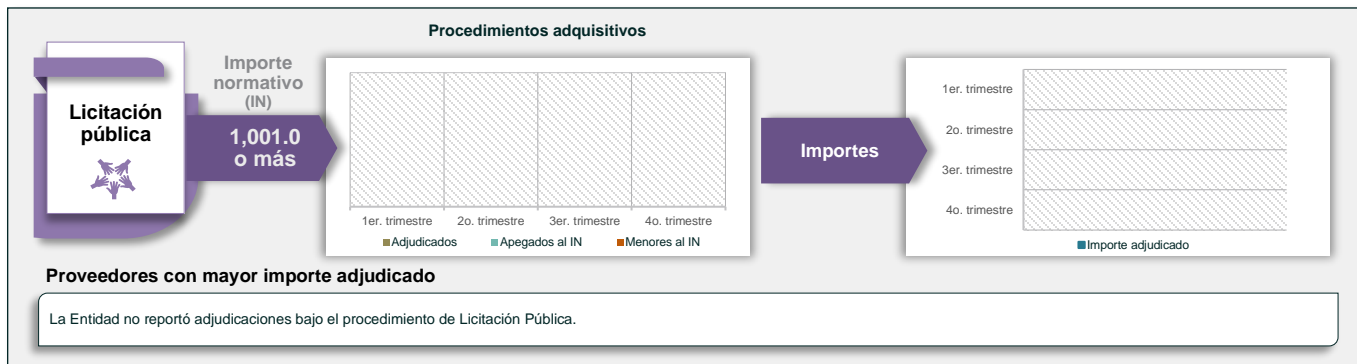 Procedimientos adquisitivos
Licitación
pública
Importe
normativo
(IN)
1,001.0
o más
1er. trimestre 2o. trimestre 3er. trimestre 4o. trimestre
Adjudicados Apegados al IN Menores al IN
Importes
1er. trimestre
2o. trimestre
3er. trimestre
4o. trimestre
Importe adjudicado
Proveedores con mayor importe adjudicado
La Entidad no reportó adjudicaciones bajo el procedimiento de Licitación Pública.